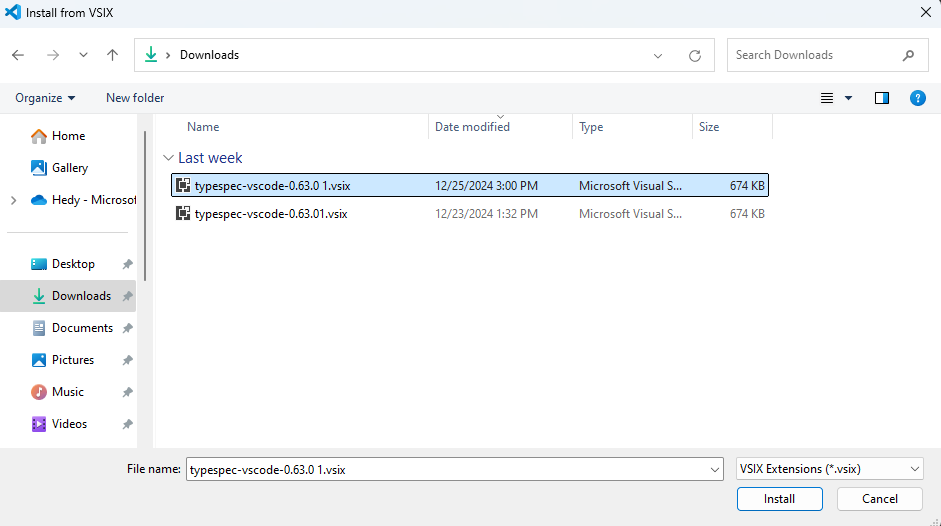 Install from VSIX
Downloads
Search Downloads
Organize
New folder
Home
Gallery
Hedy - Microsof
Desktop
Downloads
Documents
Pictures
Music
Videos
Name Date modified Type Size
Last week
typespec-vscode-0.63.0 1.vsix 12/25/2024 3:00 PM Microsoft Visual S... 674 KB
typespec-vscode-0.63.01.vsix 12/23/2024 1:32 PM Microsoft Visual S... 674 KB
File name: typespec-vscode-0.63.0 1.vsix VSIX Extensions (*.vsix)
Install Cancel